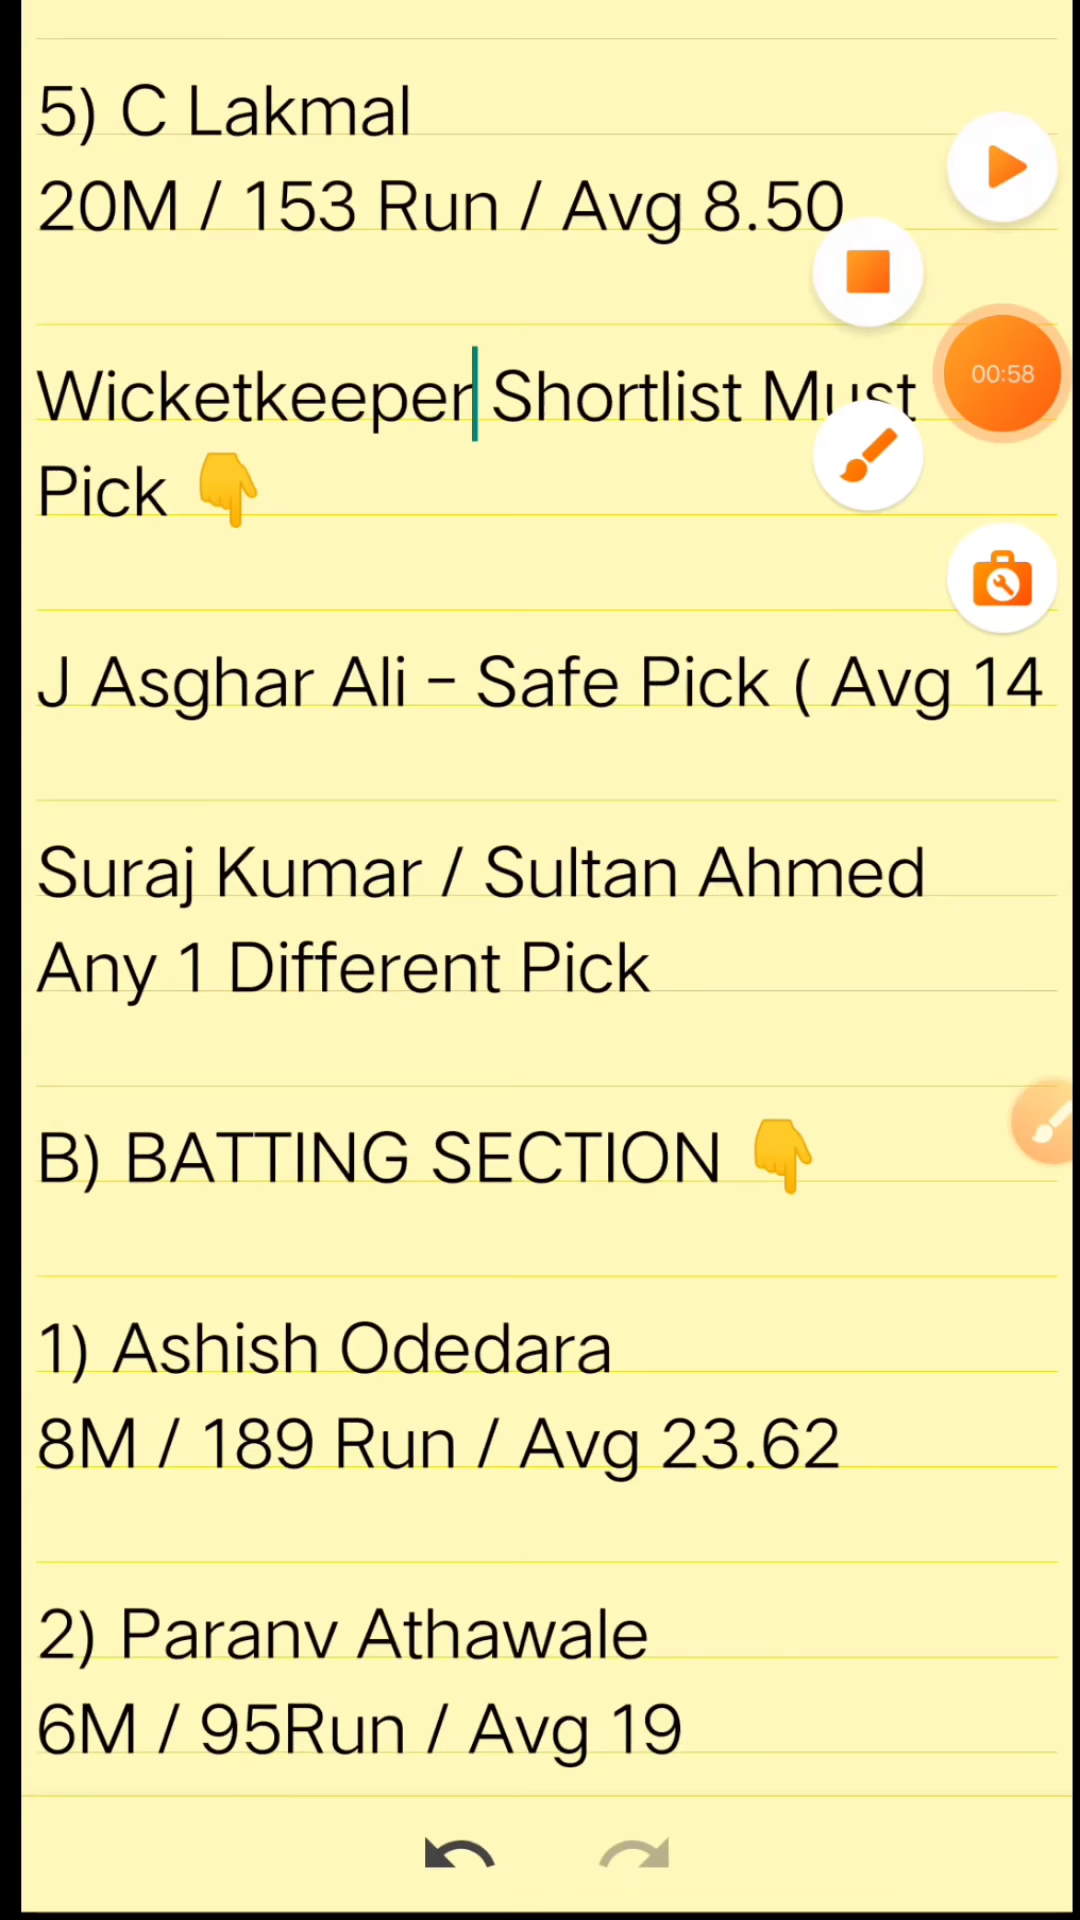 5) C Lakmal
20M / 153 Run / Avg 8.50
Wicketkeeper Shortlist Must
Pick 👇
00:58
J Asghar Ali - Safe Pick ( Avg 14
Suraj Kumar / Sultan Ahmed
Any 1 Different Pick
B) BATTING SECTION 👇
1) Ashish Odedara
8M / 189 Run / Avg 23.62
2) Paranv Athawale
6M / 95Run / Avg 19